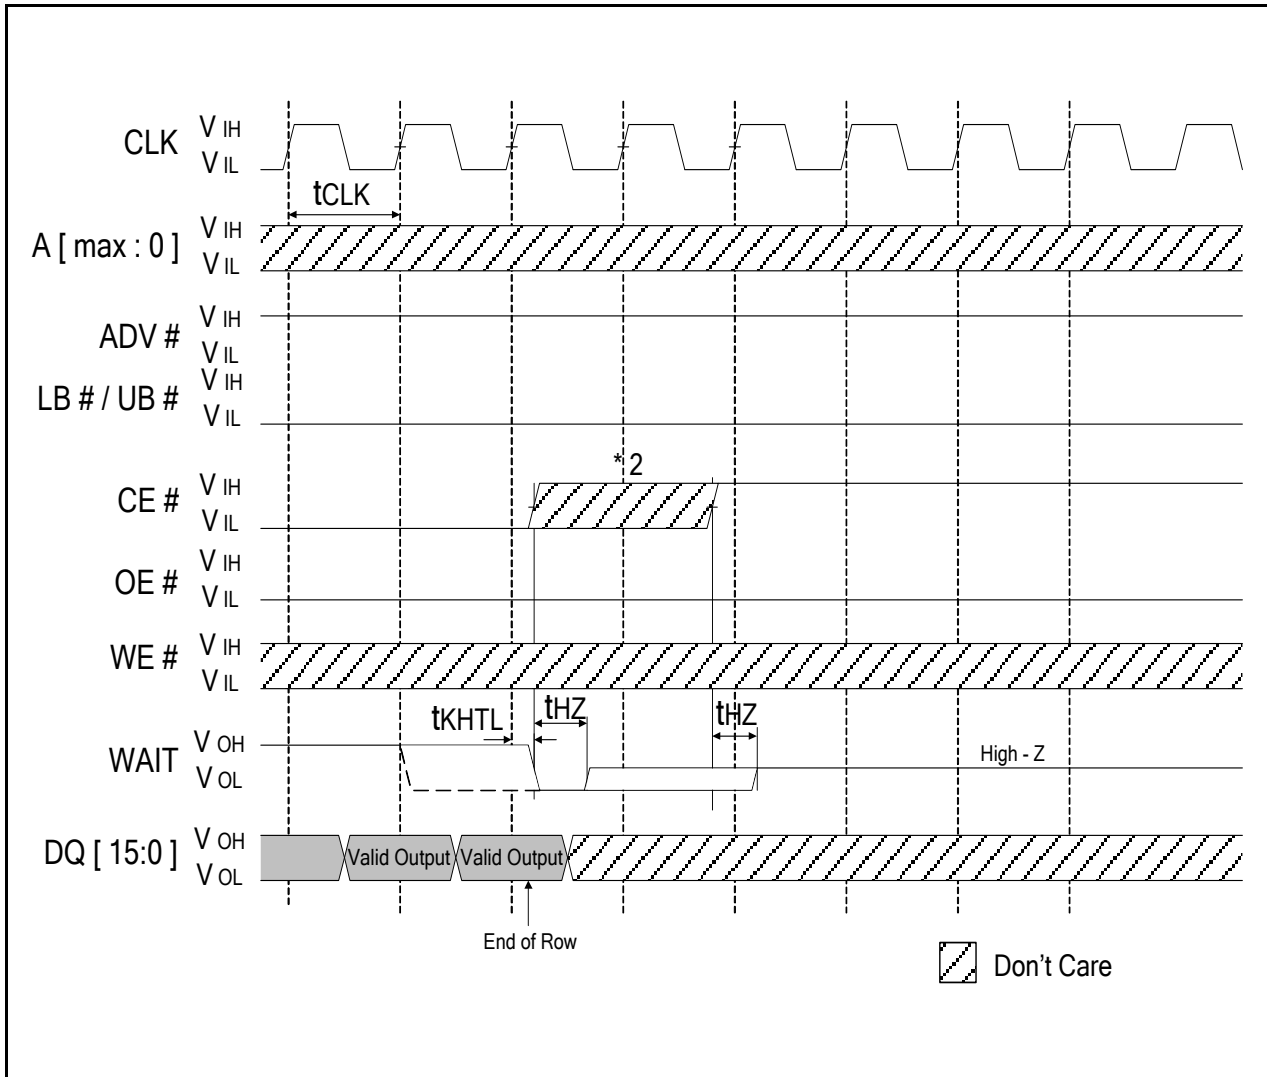 CLK
V IH
V IL
tCLK
A [ max : 0 ]
V IH
V IL
ADV #
V IH
V IL
LB # / UB #
V IH
V IL
* 2
CE #
V IH
V IL
OE #
V IH
V IL
WE #
V IH
V IL
tKHTL
tHZ
tHZ
WAIT
V OH
V OL
High - Z
DQ [ 15:0 ]
V OH
V OL
Valid Output
Valid Output
End of Row
Don't Care